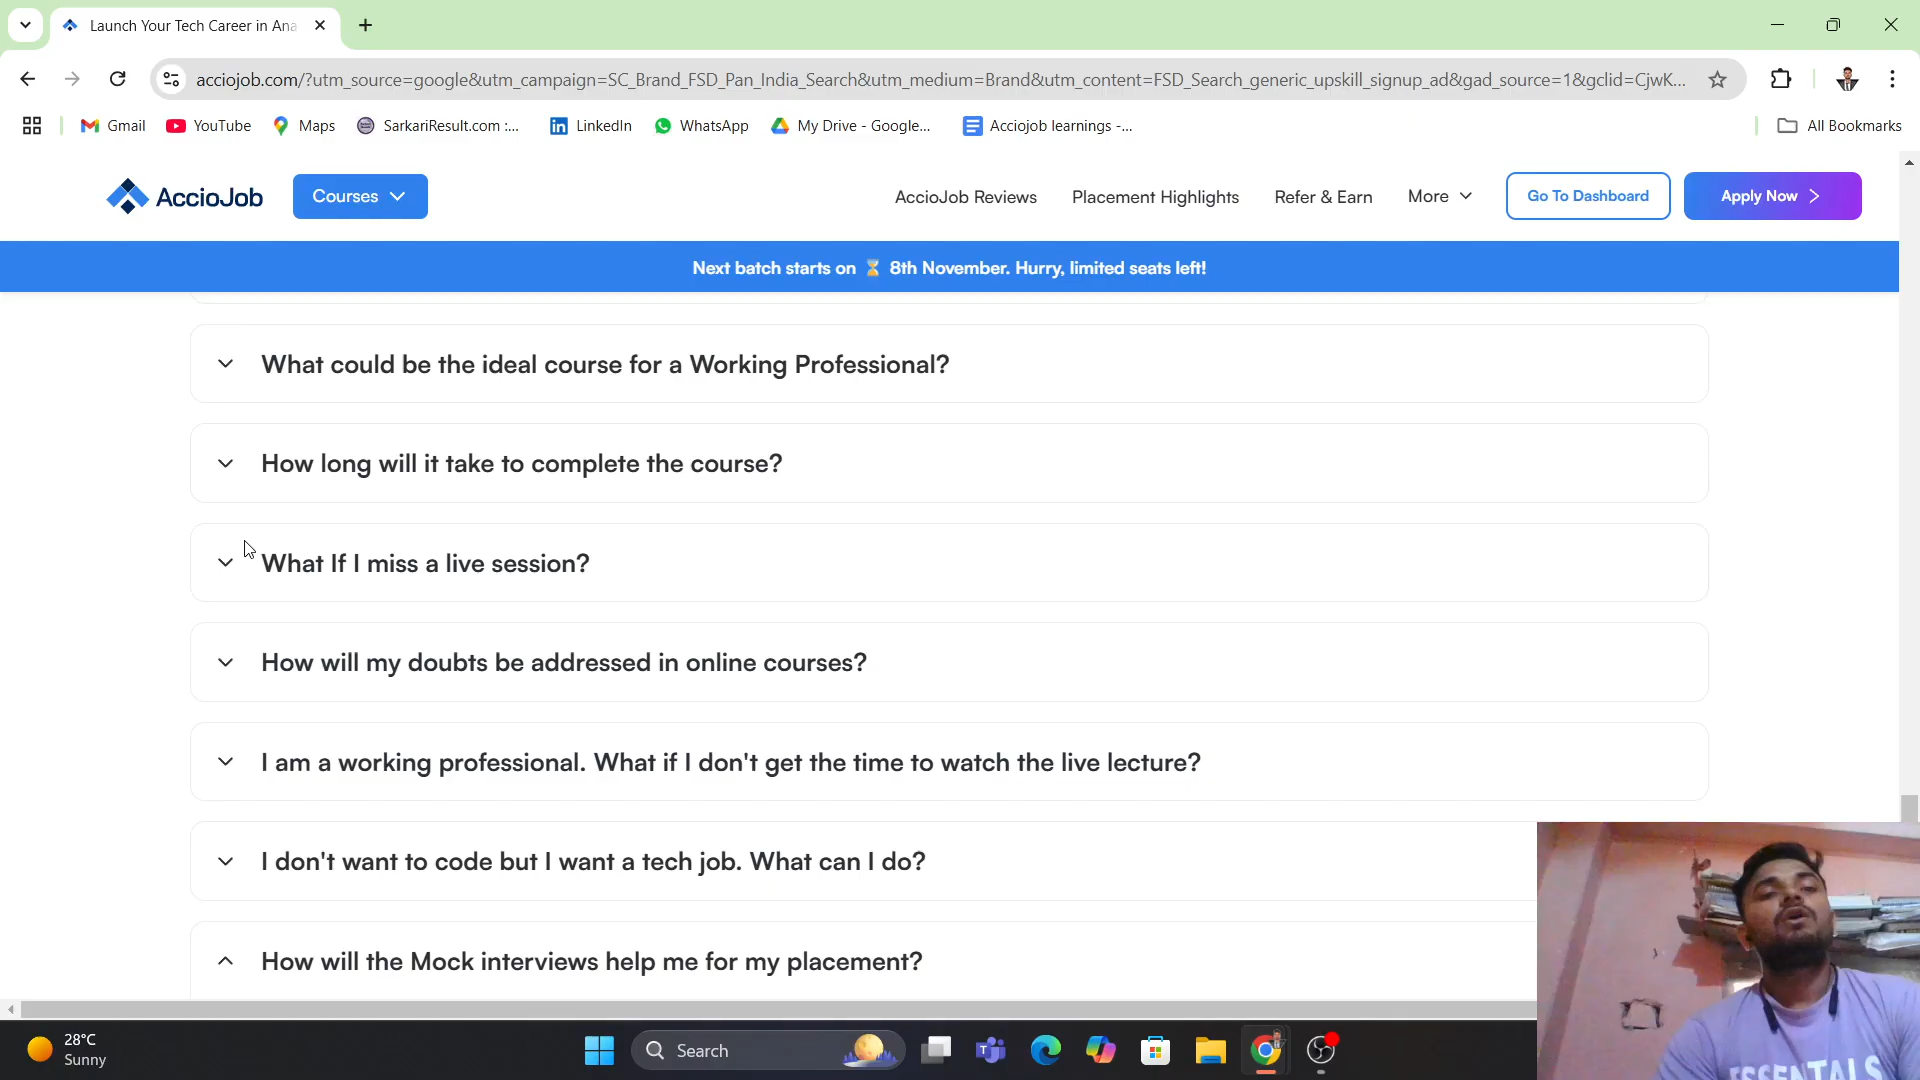 Launch Your Tech Career in Ana
acciojob.com/?utm_source=google&utm_campaign=SC_Brand_FSD_Pan_India_Search&utm_medium=Brand&utm_content=FSD_Search_generic_upskill_signup_ad&gad_source=1&gclid=CjwK...
Gmail YouTube Maps SarkariResult.com :... LinkedIn WhatsApp My Drive - Google... Acciojob learnings -... All Bookmarks
AccioJob Courses AccioJob Reviews Placement Highlights Refer & Earn More Go To Dashboard Apply Now
Next batch starts on ⌛ 8th November. Hurry, limited seats left!
What could be the ideal course for a Working Professional?
How long will it take to complete the course?
What If I miss a live session?
How will my doubts be addressed in online courses?
I am a working professional. What if I don't get the time to watch the live lecture?
I don't want to code but I want a tech job. What can I do?
How will the Mock interviews help me for my placement?
28°C
Sunny
Search
ESSENTIALS